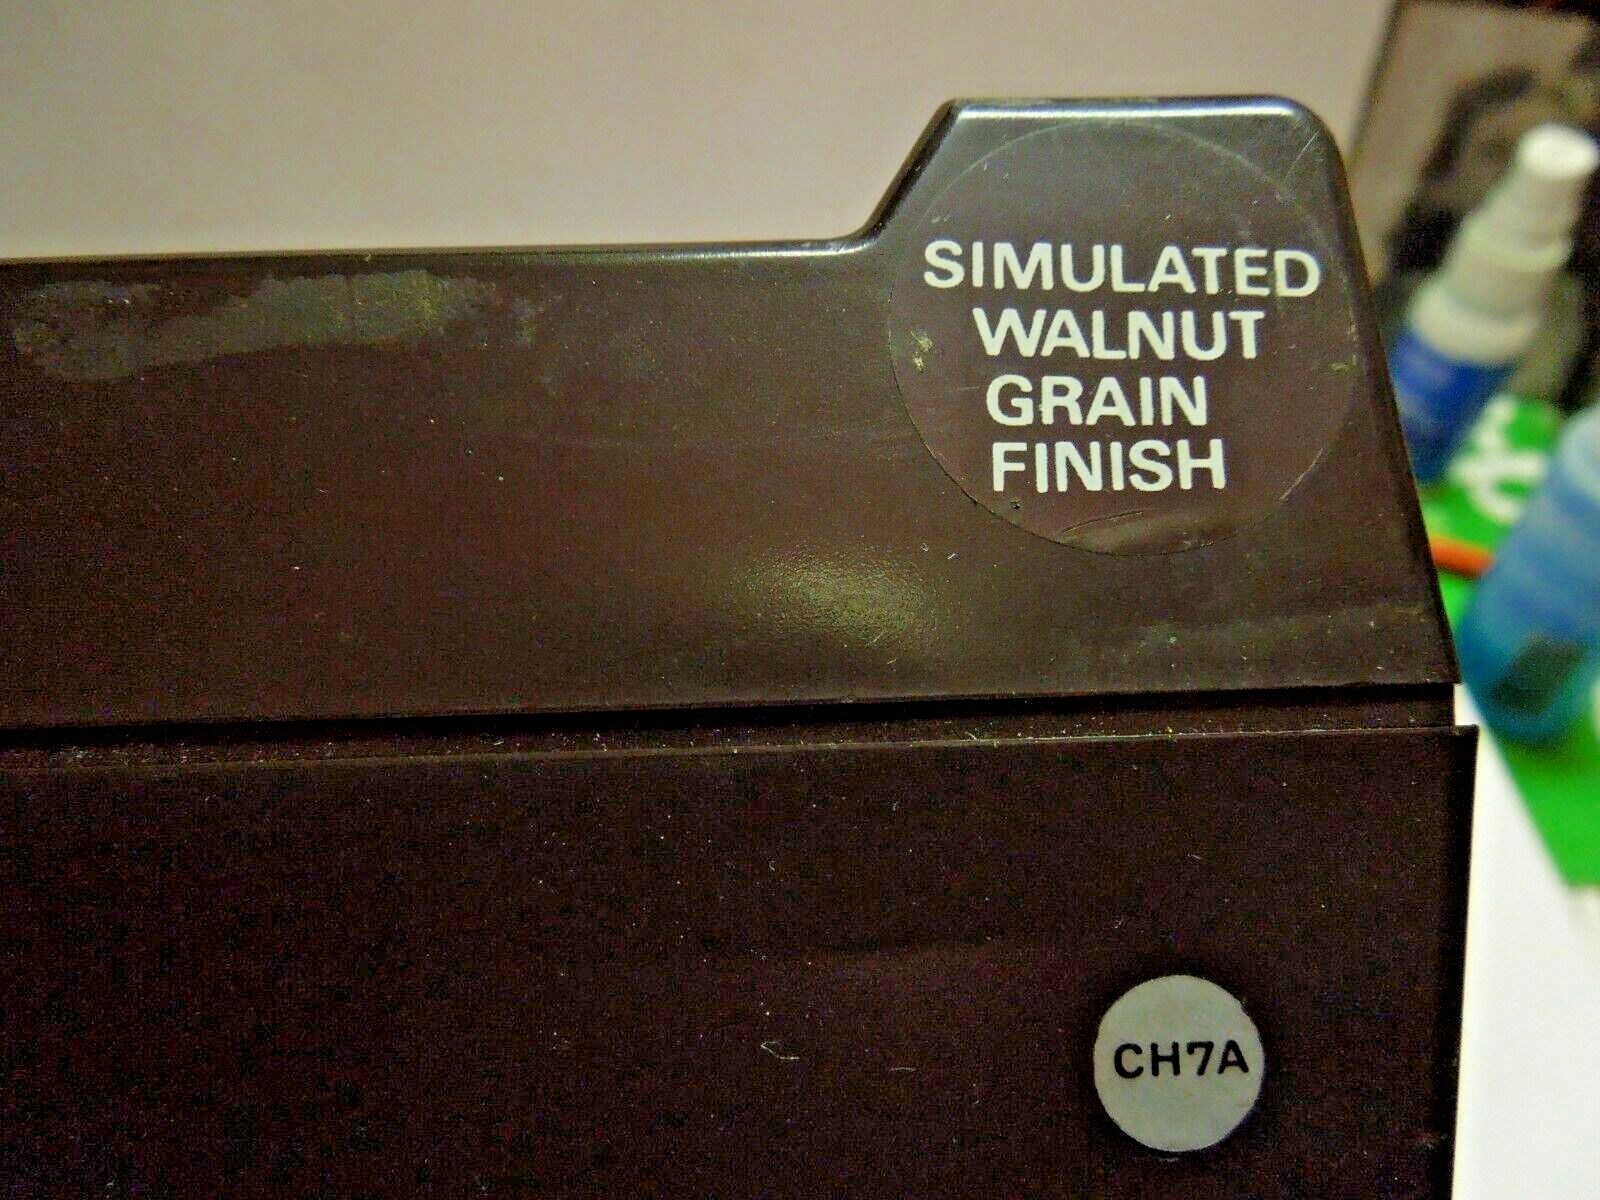 SIMULATED
WALNUT
GRAIN
FINISH
CH7A